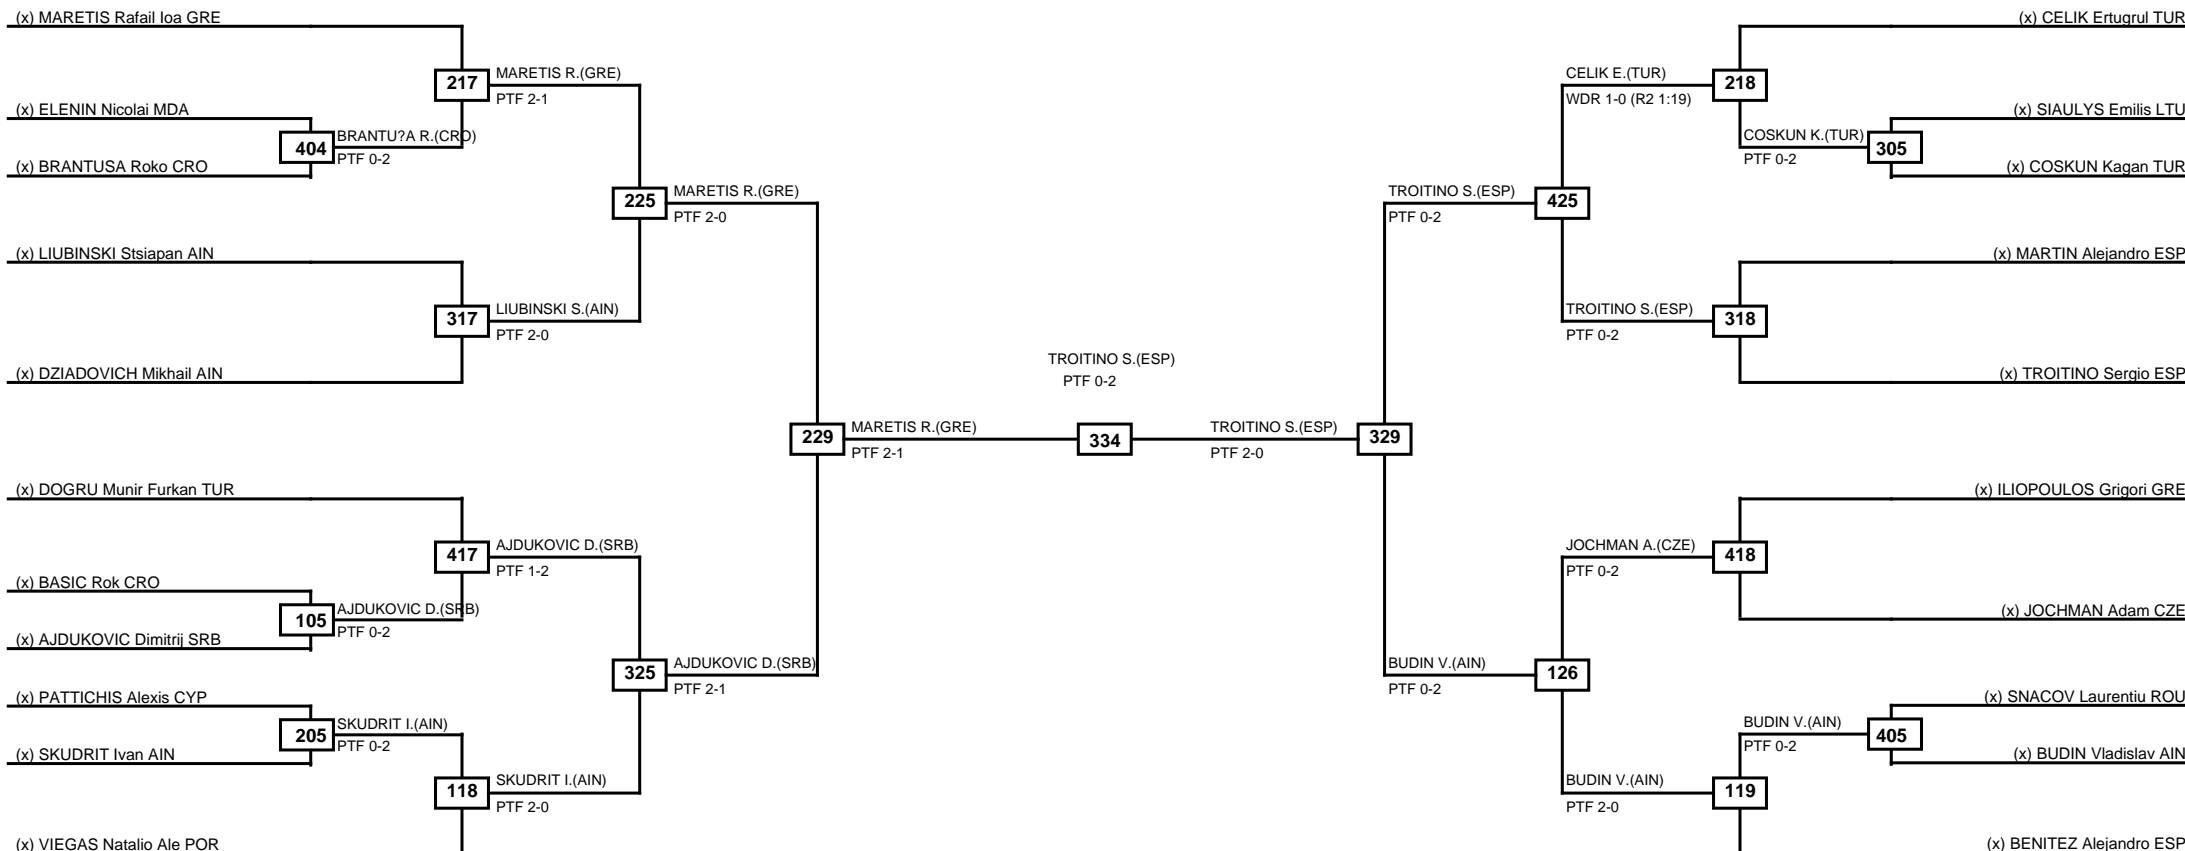 (x) MARETIS Rafail Ioa GRE
(x) ELENIN Nicolai MDA
(x) BRANTUSA Roko CRO
(x) LIUBINSKI Stsiapan AIN
(x) DZIADOVICH Mikhail AIN
(x) DOGRU Munir Furkan TUR
(x) BASIC Rok CRO
(x) AJDUKOVIC Dimitrij SRB
(x) PATTICHIS Alexis CYP
(x) SKUDRIT Ivan AIN
(x) VIEGAS Natalio Ale POR
404
BRANTU?A R.(CRO)
PTF 0-2
105
AJDUKOVIC D.(SRB)
PTF 0-2
205
SKUDRIT I.(AIN)
PTF 0-2
217
MARETIS R.(GRE)
PTF 2-1
317
LIUBINSKI S.(AIN)
PTF 2-0
417
AJDUKOVIC D.(SRB)
PTF 1-2
118
SKUDRIT I.(AIN)
PTF 2-0
225
MARETIS R.(GRE)
PTF 2-0
325
AJDUKOVIC D.(SRB)
PTF 2-1
229
MARETIS R.(GRE)
PTF 2-1
TROITINO S.(ESP)
PTF 0-2
334
TROITINO S.(ESP)
PTF 2-0
329
TROITINO S.(ESP)
PTF 0-2
425
BUDIN V.(AIN)
PTF 0-2
126
CELIK E.(TUR)
WDR 1-0 (R2 1:19)
218
TROITINO S.(ESP)
PTF 0-2
318
JOCHMAN A.(CZE)
PTF 0-2
418
BUDIN V.(AIN)
PTF 2-0
119
COSKUN K.(TUR)
PTF 0-2
305
BUDIN V.(AIN)
PTF 0-2
405
(x) CELIK Ertugrul TUR
(x) SIAULYS Emilis LTU
(x) COSKUN Kagan TUR
(x) MARTIN Alejandro ESP
(x) TROITINO Sergio ESP
(x) ILIOPOULOS Grigori GRE
(x) JOCHMAN Adam CZE
(x) SNACOV Laurentiu ROU
(x) BUDIN Vladislav AIN
(x) BENITEZ Alejandro ESP